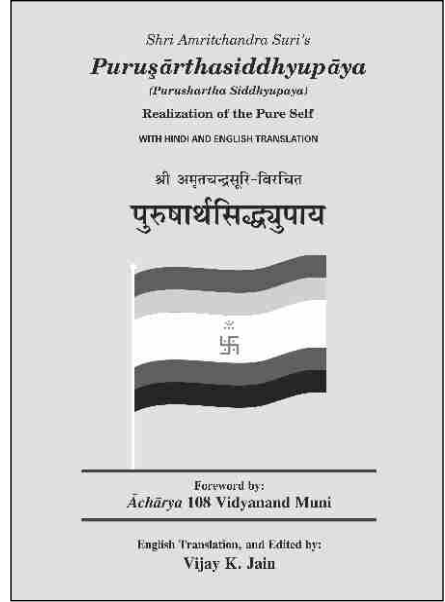 Shri Amritchandra Suri's
Puruṣārthasiddhyupāya
(Purushartha Siddhyupaya)
Realization of the Pure Self
WITH HINDI AND ENGLISH TRANSLATION
श्री अमृतचन्द्रसूरि-विरचित
पुरुषार्थसिद्ध्युपाय
Foreword by:
Āchārya 108 Vidyanand Muni
English Translation, and Edited by:
Vijay K. Jain